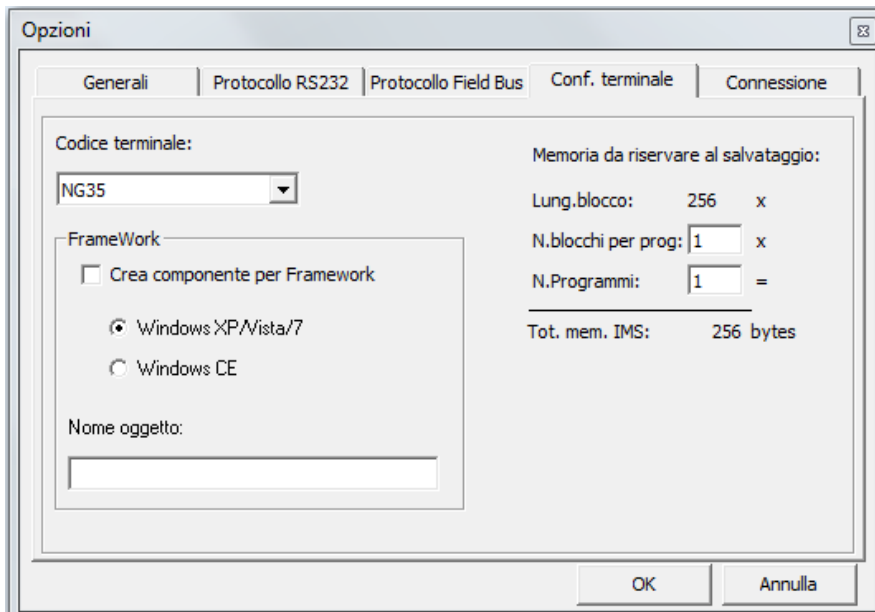 Opzioni
Generali
Protocollo RS232
Protocollo Field Bus
Conf. terminale
Connessione
Codice terminale:
NG35
FrameWork
Crea componente per Framework
Windows XP/Vista/7
Windows CE
Nome oggetto:
Memoria da riservare al salvataggio:
Lung.blocco: 256 x
N.blocchi per prog: 1 x
N.Programmi: 1 =
Tot. mem. IMS: 256 bytes
OK
Annulla